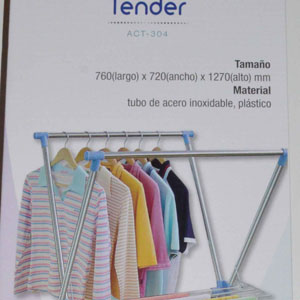 Tender
ACT-304
Tamaño
760(largo) x 720(ancho) x 1270(alto) mm
Material
tubo de acero inoxidable, plástico